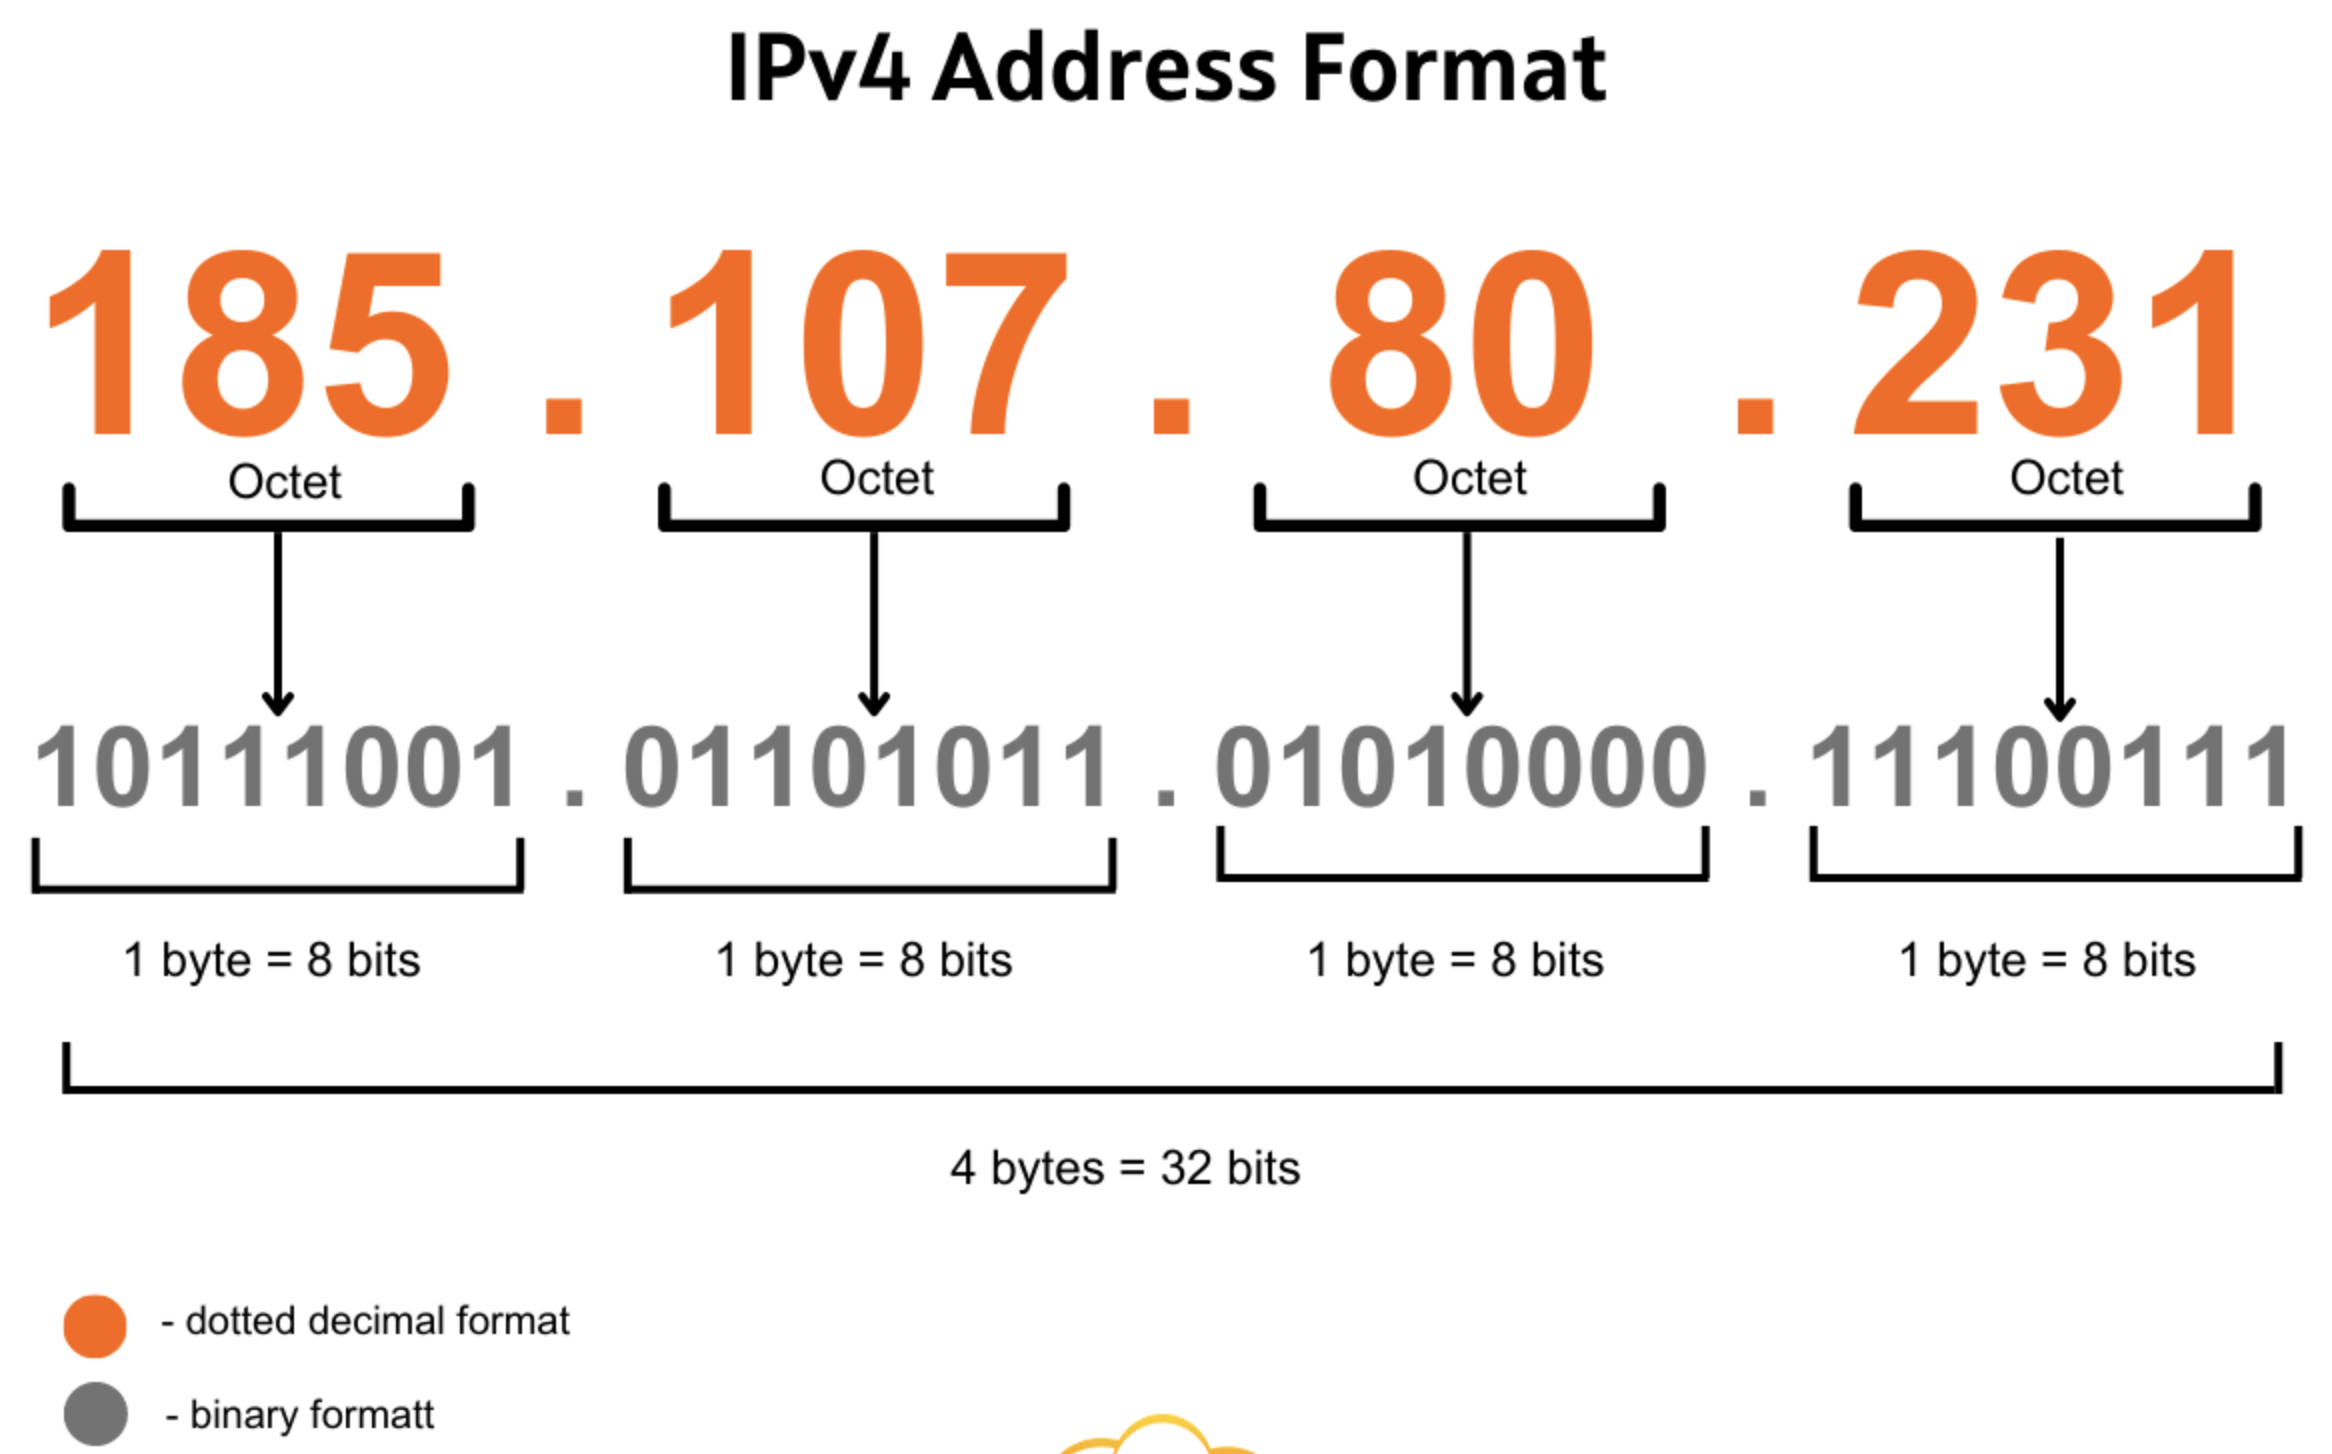 IPv4 Address Format
185 . 107 . 80 . 231
Octet Octet Octet Octet
10111001 . 01101011 . 01010000 . 11100111
1 byte = 8 bits 1 byte = 8 bits 1 byte = 8 bits 1 byte = 8 bits
4 bytes = 32 bits
- dotted decimal format
- binary formatt